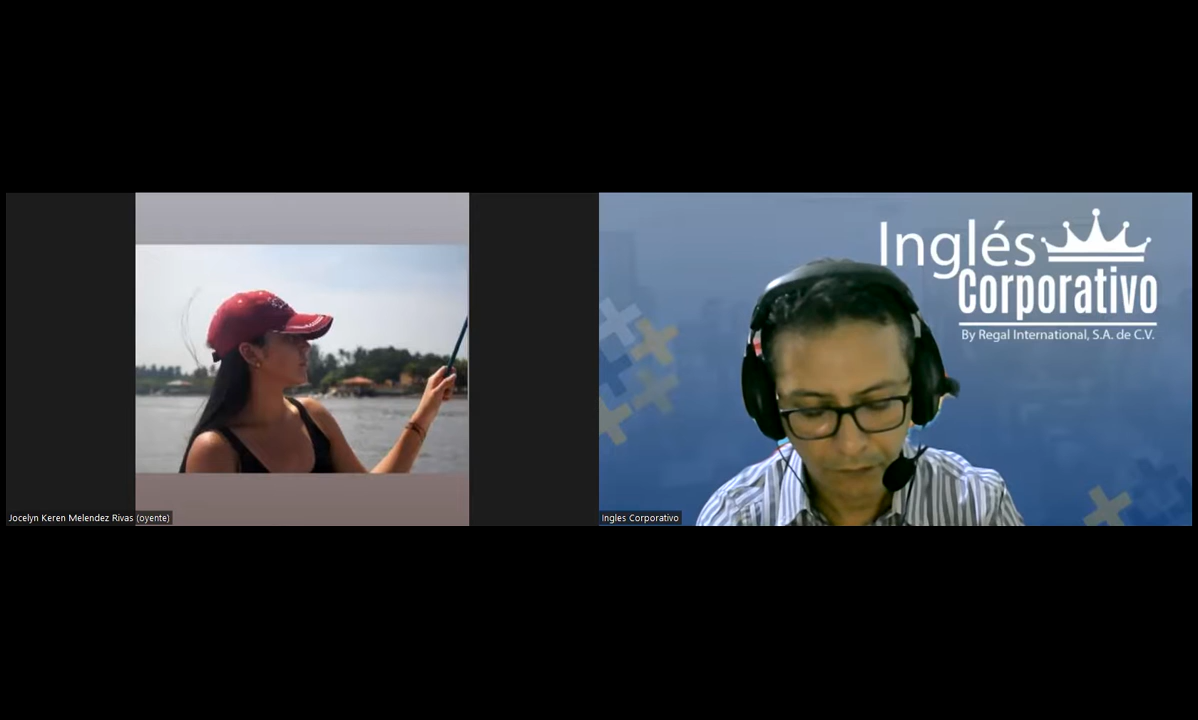 Inglés
Corporativo
By Regal International, S.A. de C.V.
Jocelyn Keren Melendez Rivas (oyente)
Ingles Corporativo